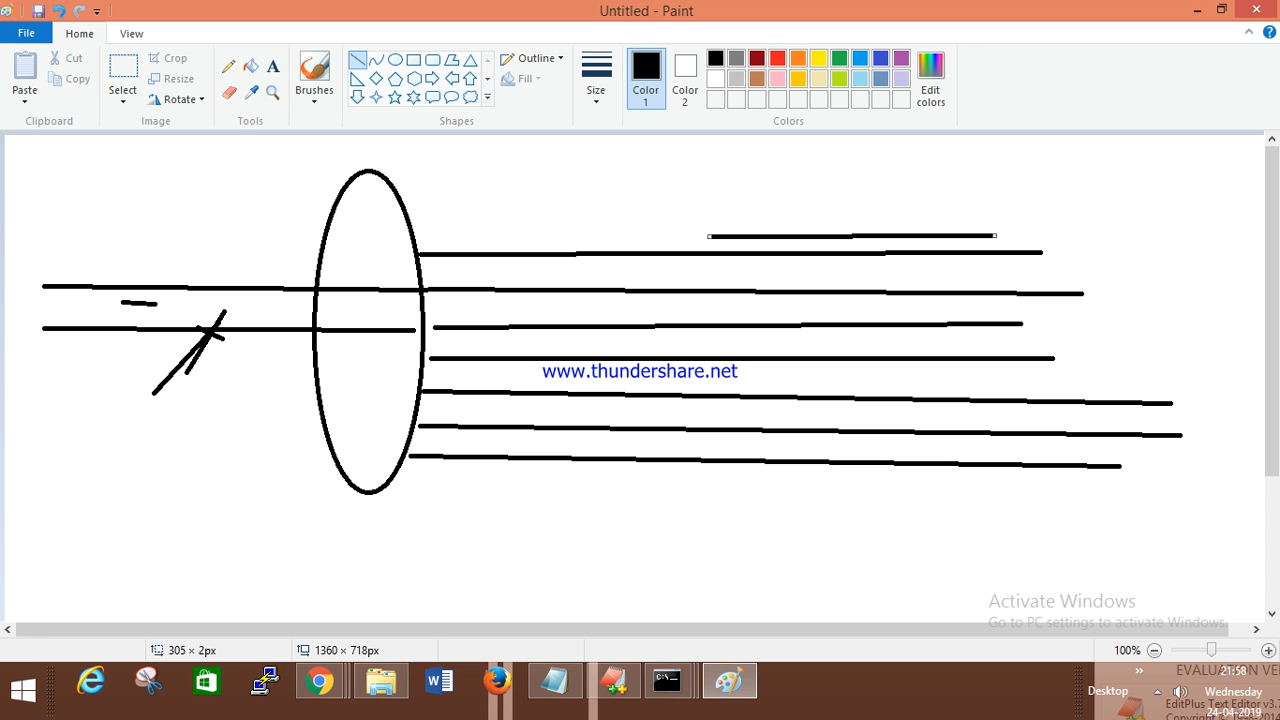 Untitled - Paint
File
Home
View
Paste
Cut
Copy
Clipboard
Select
Crop
Resize
Rotate
Image
A
Tools
Brushes
Outline
Fill
Shapes
Size
Color 1
Color 2
Edit colors
Colors
www.thundershare.net
Activate Windows
Go to PC settings to activate Windows.
305 × 2px
1360 × 718px
100%
C:\
W
Desktop
»
EVALUATION VE
21:58
Wednesday
EditPlus Text Editor v3.
24-04-2019